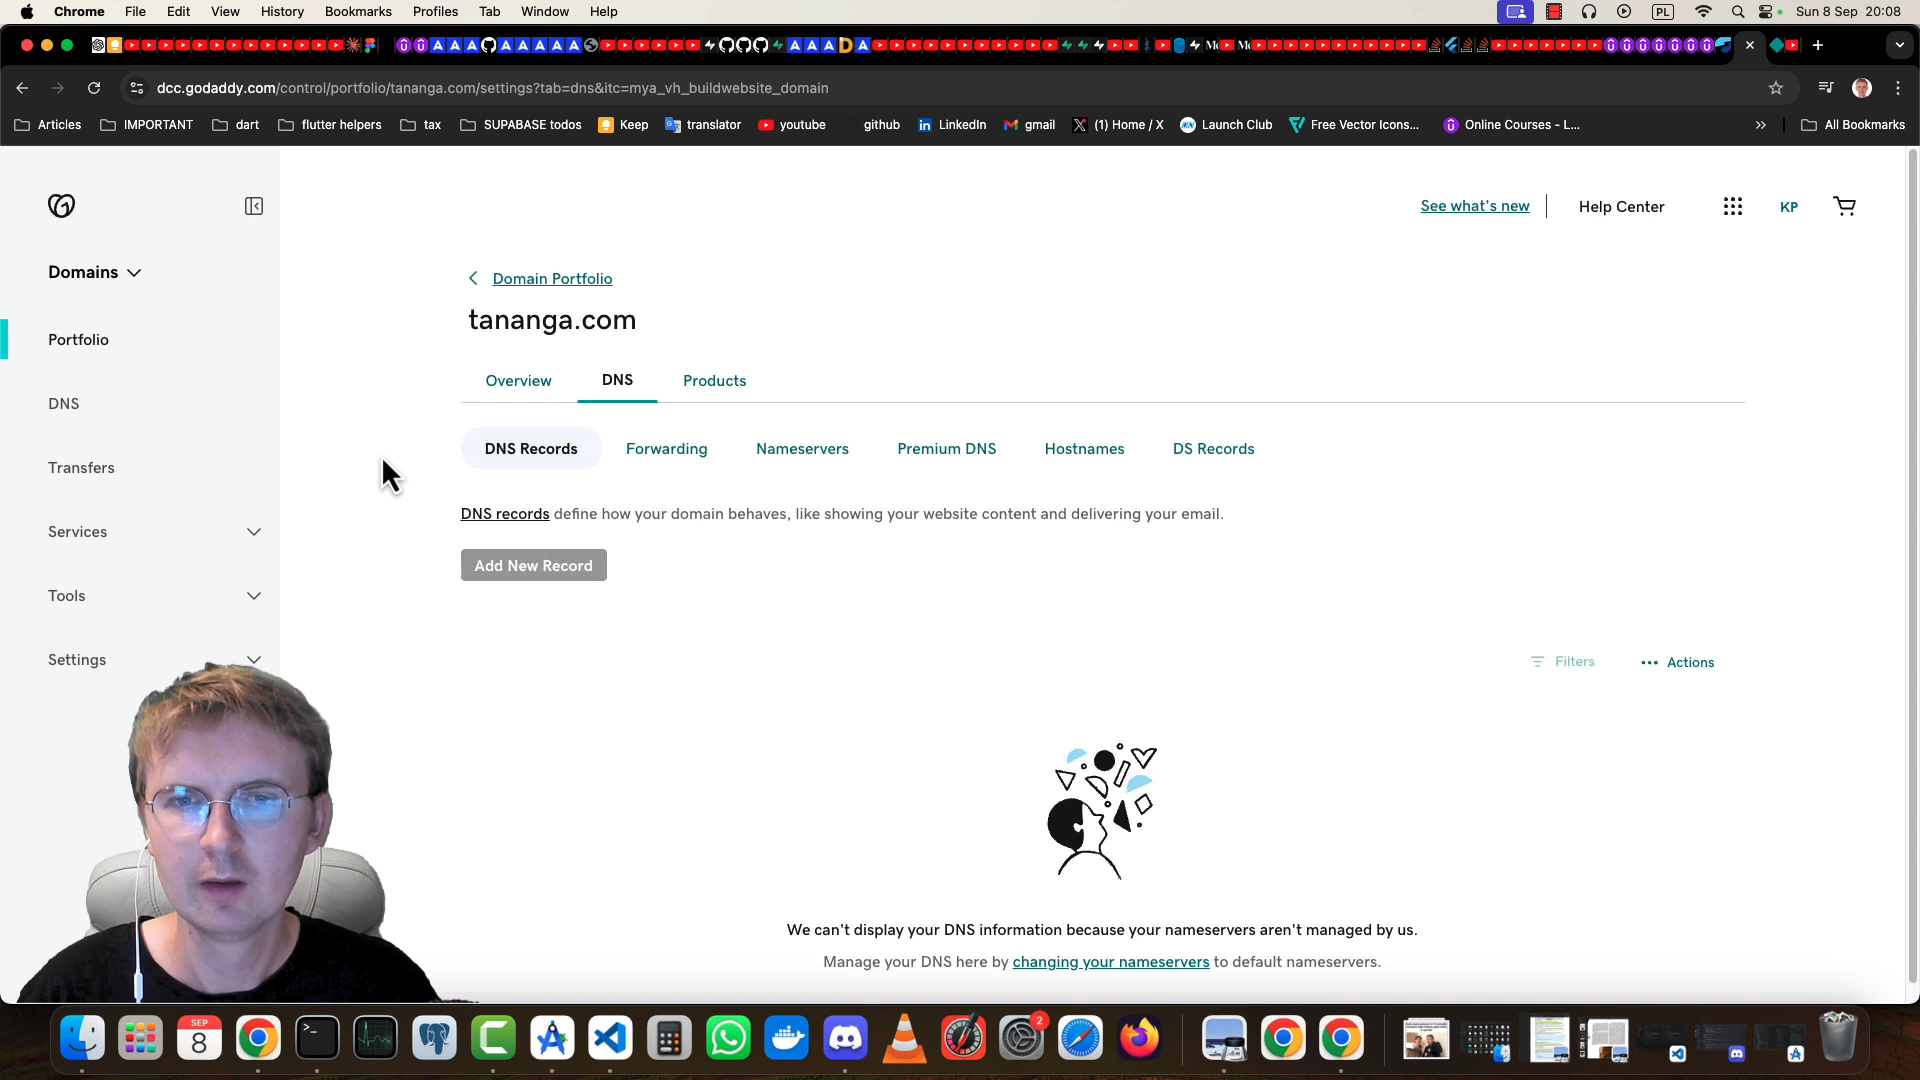 Chrome File Edit View History Bookmarks Profiles Tab Window Help PL Sun 8 Sep 20:08
dcc.godaddy.com/control/portfolio/tananga.com/settings?tab=dns&itc=mya_vh_buildwebsite_domain
Articles IMPORTANT dart flutter helpers tax SUPABASE todos Keep translator youtube github LinkedIn gmail (1) Home / X Launch Club Free Vector Icons... Online Courses - L... » All Bookmarks
See what's new Help Center KP
Domains
Domain Portfolio
tananga.com
Portfolio
Overview DNS Products
DNS
DNS Records Forwarding Nameservers Premium DNS Hostnames DS Records
Transfers
DNS records define how your domain behaves, like showing your website content and delivering your email.
Services
Add New Record
Tools
Settings
Filters ••• Actions
We can't display your DNS information because your nameservers aren't managed by us.
Manage your DNS here by changing your nameservers to default nameservers.
SEP
8
2